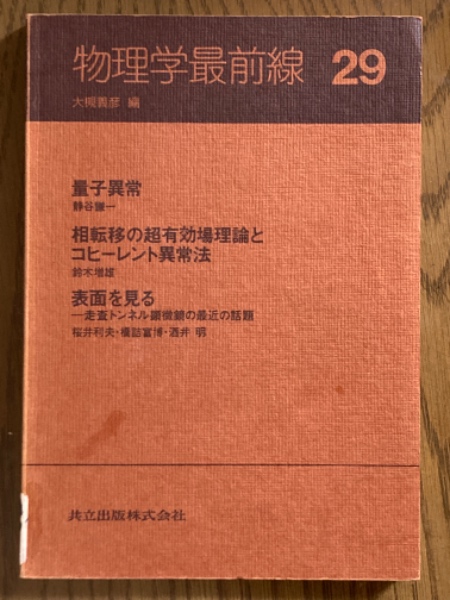 物理学最前線 29
大槻義彦 編
量子異常
静谷謙一
相転移の超有効場理論と
コヒーレント異常法
鈴木増雄
表面を見る
―走査トンネル顕微鏡の最近の話題
桜井利夫・橋詰富博・酒井 明
共立出版株式会社